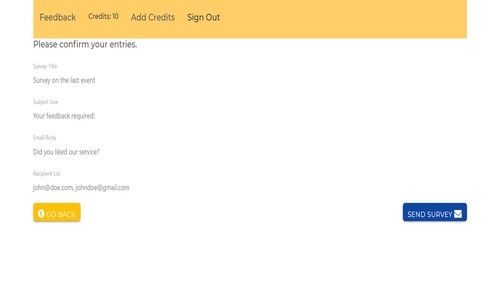 Feedback Credits: 10 Add Credits Sign Out
Please confirm your entries.
Survey Title
Survey on the last event
Subject Line
Your feedback required!
Email Body
Did you liked our service?
Recipient List
john@doe.com, johndoe@gmail.com
GO BACK SEND SURVEY